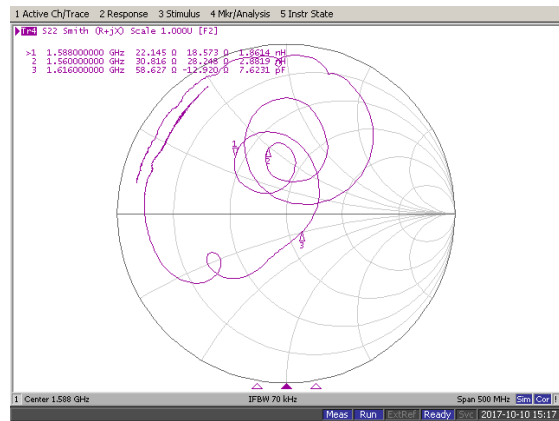 1 Active Ch/Trace 2 Response 3 Stimulus 4 Mkr/Analysis 5 Instr State
Tr4 S22 Smith (R+jX) Scale 1.000U [F2]
>1 1.588000000 GHz 22.145 Ω 18.573 Ω 1.8614 nH
2 1.560000000 GHz 30.816 Ω 28.248 Ω 2.8819 nH
3 1.616000000 GHz 58.627 Ω -12.920 Ω 7.6231 pF
1
2
3
1 Center 1.588 GHz IFBW 70 kHz Span 500 MHz Sim Cor !
Meas Run ExtRef Ready Svc 2017-10-10 15:17